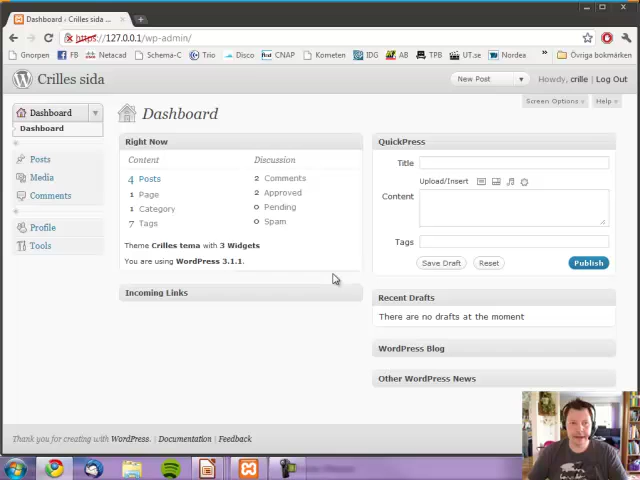 Dashboard ‹ Crilles sida ...
https://127.0.0.1/wp-admin/
Gnorpen
FB
Netacad
Schema-C
Trio
Disco
CNAP
Kometen
IDG
AB
TPB
UT.se
Nordea
»
Övriga bokmärken
Crilles sida
New Post
Howdy, crille | Log Out
Screen Options
Help
Dashboard
Dashboard
Posts
Media
Comments
Profile
Tools
Dashboard
Right Now
Content
Discussion
4 Posts
2 Comments
1 Page
2 Approved
1 Category
0 Pending
7 Tags
0 Spam
Theme Crilles tema with 3 Widgets
You are using WordPress 3.1.1.
Incoming Links
QuickPress
Title
Upload/Insert
Content
Tags
Save Draft
Reset
Publish
Recent Drafts
There are no drafts at the moment
WordPress Blog
Other WordPress News
Thank you for creating with WordPress. | Documentation | Feedback